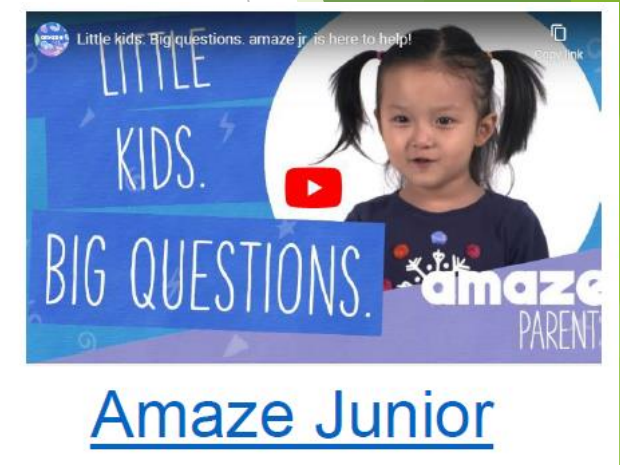 Little kids. Big questions. amaze jr. is here to help!
Copy link
LITTLE
KIDS.
BIG QUESTIONS.
amaze
PARENTS
Amaze Junior